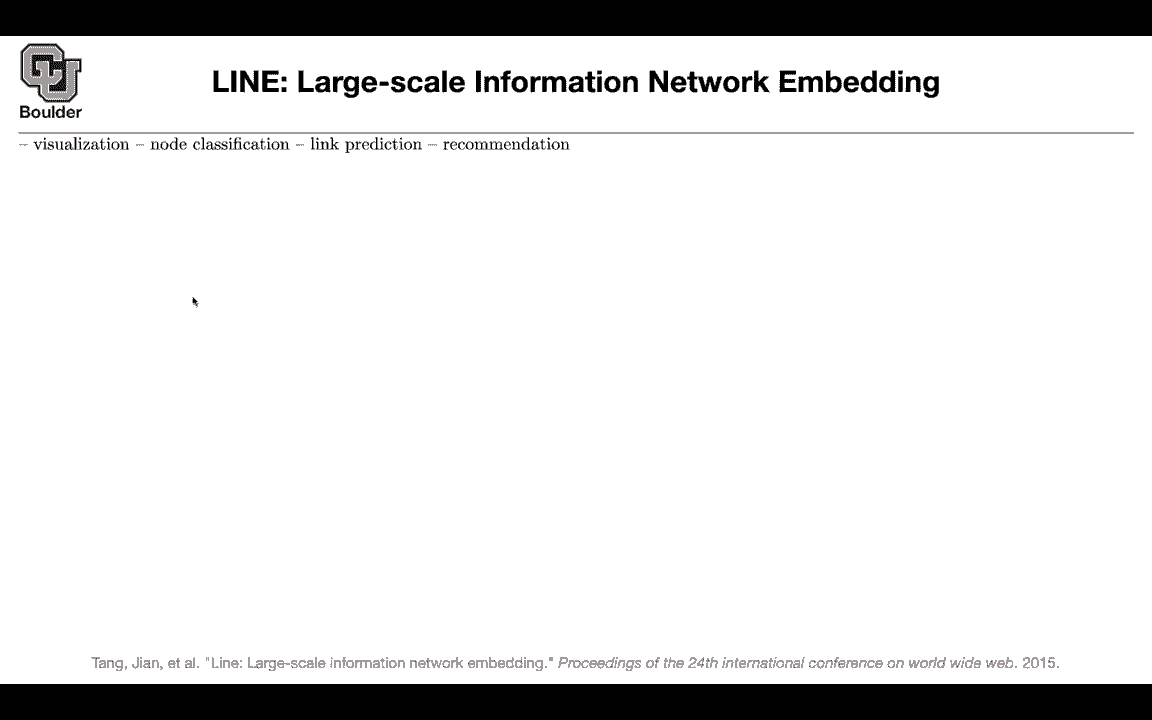 Boulder
LINE: Large-scale Information Network Embedding
– visualization – node classification – link prediction – recommendation
Tang, Jian, et al. "Line: Large-scale information network embedding." Proceedings of the 24th international conference on world wide web. 2015.